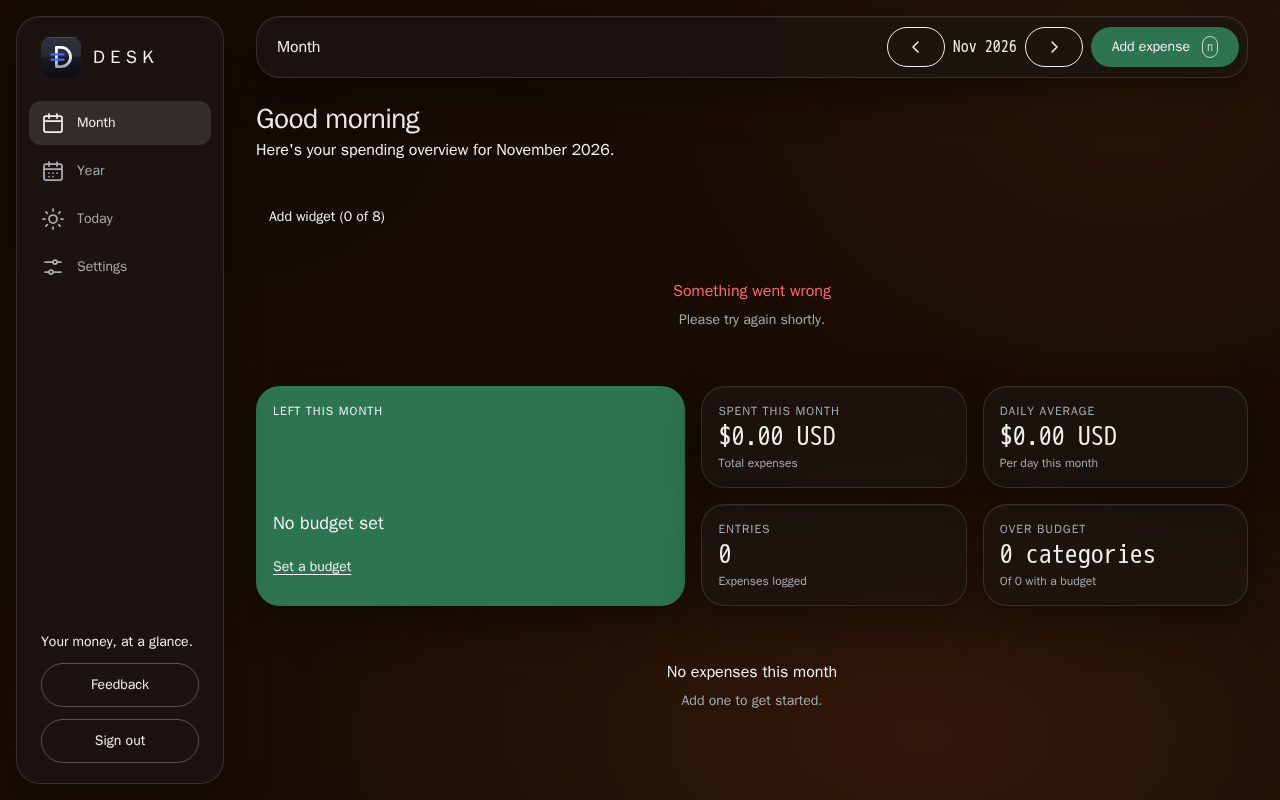 DESK
Month
Year
Today
Settings
Your money, at a glance.
Feedback
Sign out
Month
Nov 2026
Add expense n
Good morning
Here's your spending overview for November 2026.
Add widget (0 of 8)
Something went wrong
Please try again shortly.
LEFT THIS MONTH
No budget set
Set a budget
SPENT THIS MONTH
$0.00 USD
Total expenses
DAILY AVERAGE
$0.00 USD
Per day this month
ENTRIES
0
Expenses logged
OVER BUDGET
0 categories
Of 0 with a budget
No expenses this month
Add one to get started.